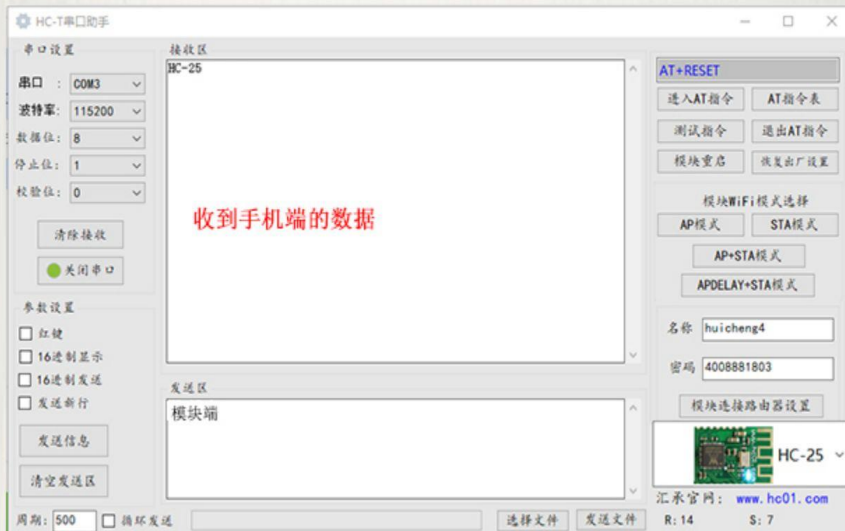 HC-T串口助手
串口设置
串口 : COM3
波特率: 115200
数据位: 8
停止位: 1
校验位: 0
清除接收
关闭串口
参数设置
红键
16进制显示
16进制发送
发送新行
发送信息
清空发送区
周期: 500 循环发送
接收区
HC-25
收到手机端的数据
发送区
模块端
选择文件 发送文件
AT+RESET
进入AT指令 AT指令表
测试指令 退出AT指令
模块重启 恢复出厂设置
模块WiFi模式选择
AP模式 STA模式
AP+STA模式
APDELAY+STA模式
名称 huicheng4
密码 4008881803
模块连接路由器设置
HC-25
汇承官网: www.hc01.com
R: 14 S: 7